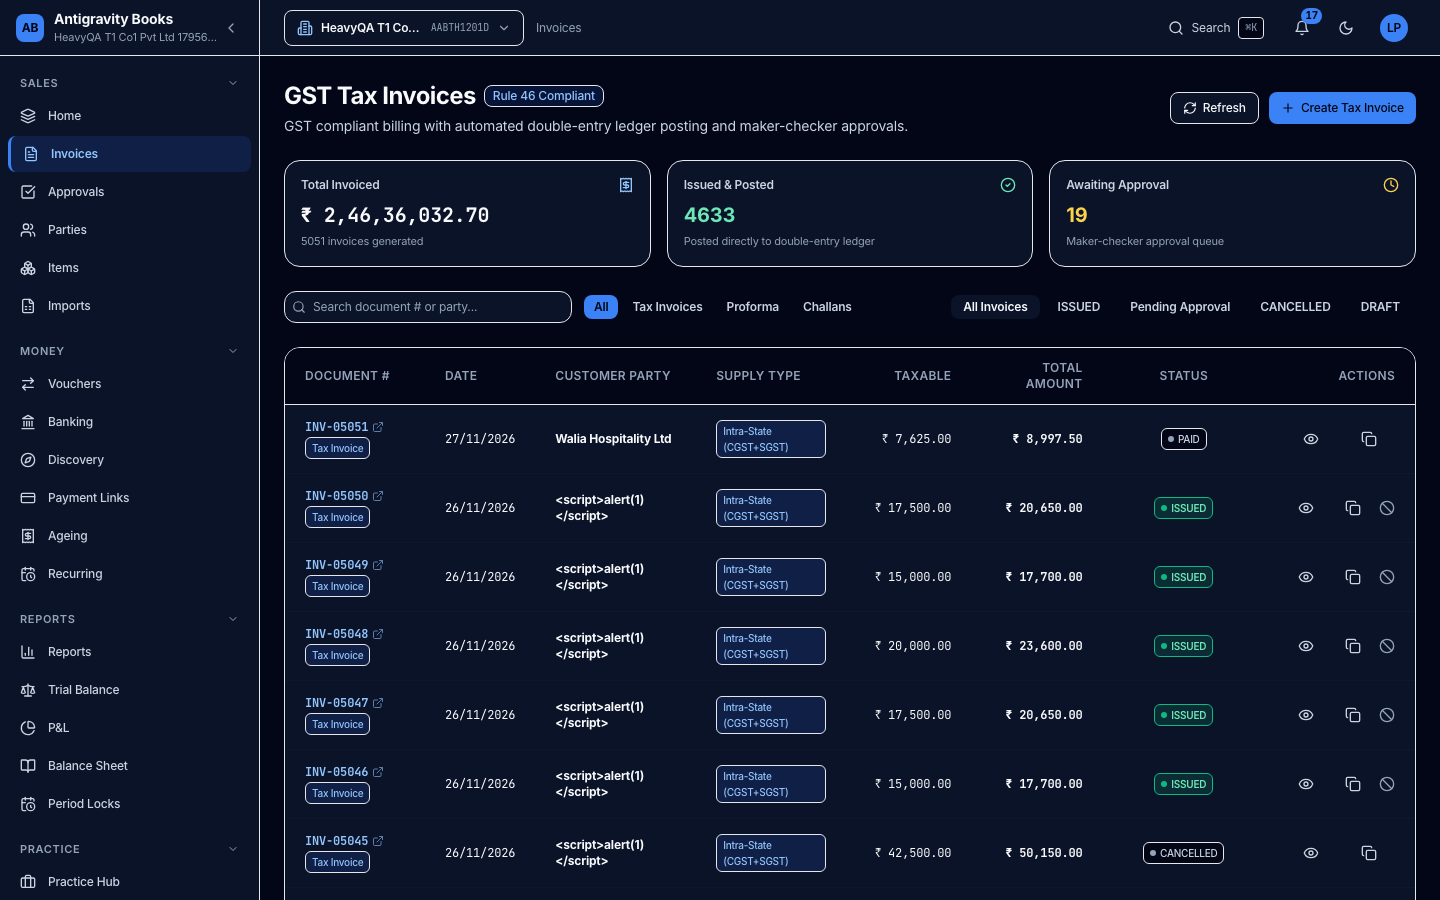 AB
Antigravity Books
HeavyQA T1 Co1 Pvt Ltd 17956...
HeavyQA T1 Co...
AABTH1201D
Invoices
Search
⌘K
17
LP
SALES
Home
Invoices
Approvals
Parties
Items
Imports
MONEY
Vouchers
Banking
Discovery
Payment Links
Ageing
Recurring
REPORTS
Reports
Trial Balance
P&L
Balance Sheet
Period Locks
PRACTICE
Practice Hub
GST Tax Invoices
Rule 46 Compliant
GST compliant billing with automated double-entry ledger posting and maker-checker approvals.
Refresh
Create Tax Invoice
Total Invoiced
₹ 2,46,36,032.70
5051 invoices generated
Issued & Posted
4633
Posted directly to double-entry ledger
Awaiting Approval
19
Maker-checker approval queue
Search document # or party...
All
Tax Invoices
Proforma
Challans
All Invoices
ISSUED
Pending Approval
CANCELLED
DRAFT
DOCUMENT #
DATE
CUSTOMER PARTY
SUPPLY TYPE
TAXABLE
TOTAL
AMOUNT
STATUS
ACTIONS
INV-05051
Tax Invoice
27/11/2026
Walia Hospitality Ltd
Intra-State
(CGST+SGST)
₹ 7,625.00
₹ 8,997.50
PAID
INV-05050
Tax Invoice
26/11/2026
<script>alert(1)
</script>
Intra-State
(CGST+SGST)
₹ 17,500.00
₹ 20,650.00
ISSUED
INV-05049
Tax Invoice
26/11/2026
<script>alert(1)
</script>
Intra-State
(CGST+SGST)
₹ 15,000.00
₹ 17,700.00
ISSUED
INV-05048
Tax Invoice
26/11/2026
<script>alert(1)
</script>
Intra-State
(CGST+SGST)
₹ 20,000.00
₹ 23,600.00
ISSUED
INV-05047
Tax Invoice
26/11/2026
<script>alert(1)
</script>
Intra-State
(CGST+SGST)
₹ 17,500.00
₹ 20,650.00
ISSUED
INV-05046
Tax Invoice
26/11/2026
<script>alert(1)
</script>
Intra-State
(CGST+SGST)
₹ 15,000.00
₹ 17,700.00
ISSUED
INV-05045
Tax Invoice
26/11/2026
<script>alert(1)
</script>
Intra-State
(CGST+SGST)
₹ 42,500.00
₹ 50,150.00
CANCELLED